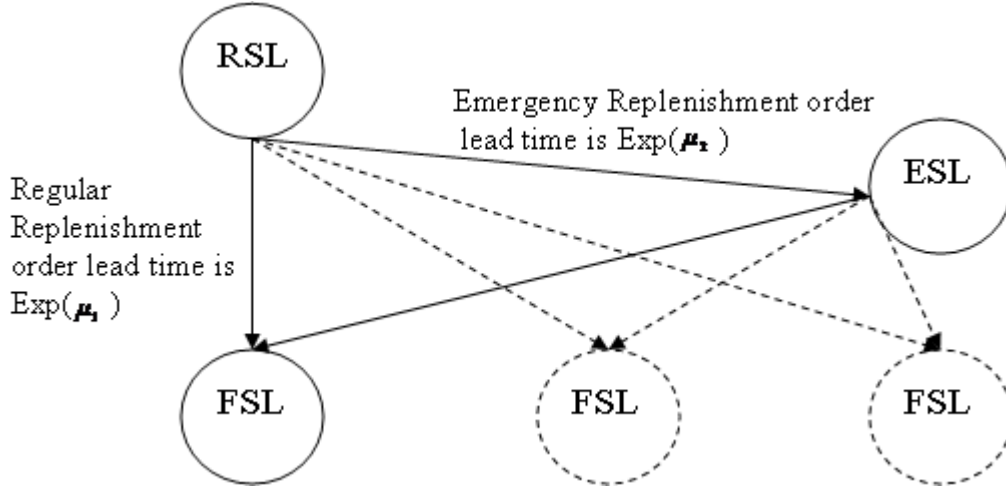 RSL
Emergency Replenishment order
lead time is Exp(μ₂ )
ESL
Regular
Replenishment
order lead time is
Exp(μ₁ )
FSL
FSL
FSL